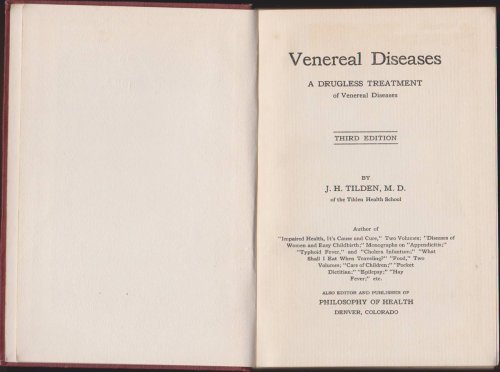 Venereal Diseases
A DRUGLESS TREATMENT
of Venereal Diseases
THIRD EDITION
BY
J. H. TILDEN, M. D.
of the Tilden Health School
Author of
"Impaired Health, It's Cause and Cure," Two Volumes; "Diseases of
Women and Easy Childbirth;" Monographs on "Appendicitis;"
"Typhoid Fever," and "Cholera Infantum;" "What
Shall I Eat When Traveling?" "Food," Two
Volumes; "Care of Children;" "Pocket
Dietitian;" "Epilepsy;" "Hay
Fever;" etc.
ALSO EDITOR AND PUBLISHER OF
PHILOSOPHY OF HEALTH
DENVER, COLORADO